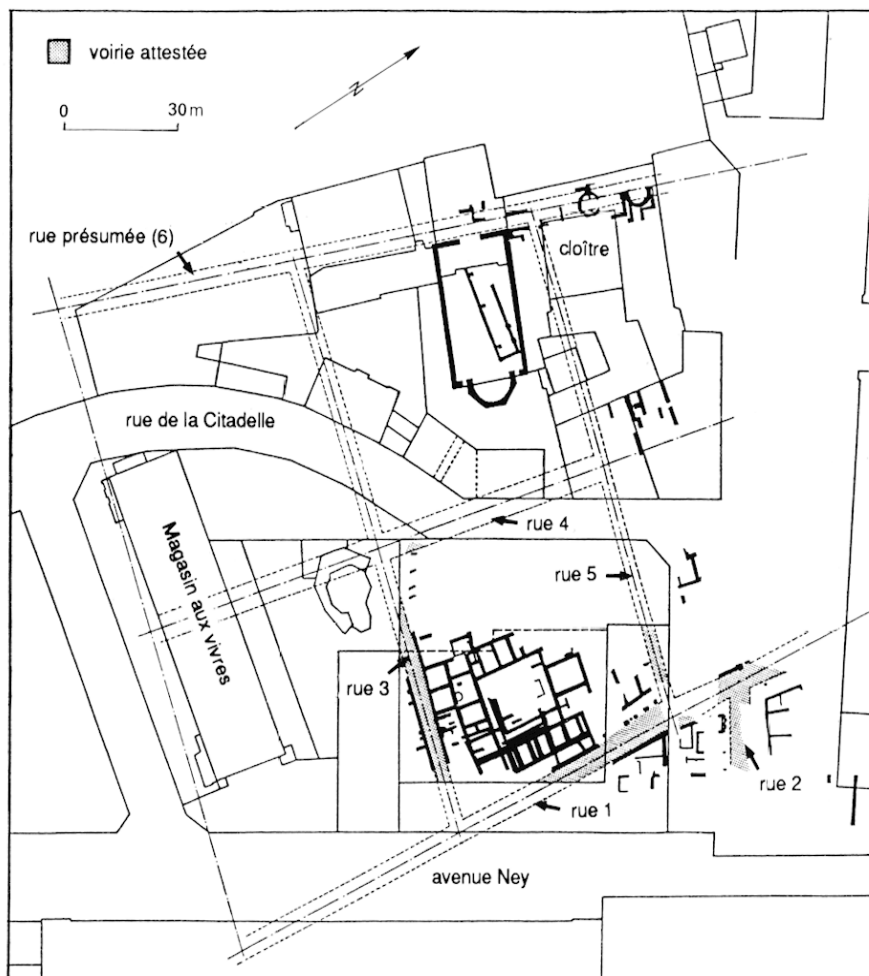 voirie attestée
0 30 m
N
rue présumée (6)
cloître
rue de la Citadelle
rue 4
Magasin aux vivres
rue 5
rue 3
rue 2
rue 1
avenue Ney